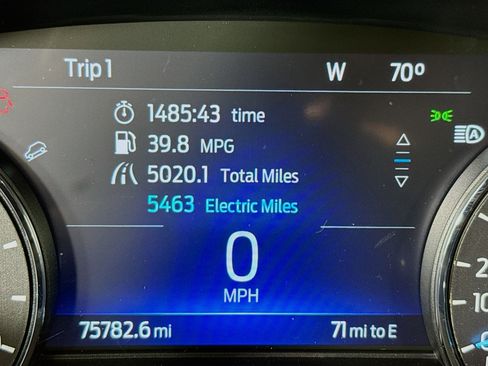 Trip 1 W 70º
1485:43 time
39.8 MPG
5020.1 Total Miles
5463 Electric Miles
0
MPH
75782.6 mi 71 mi to E